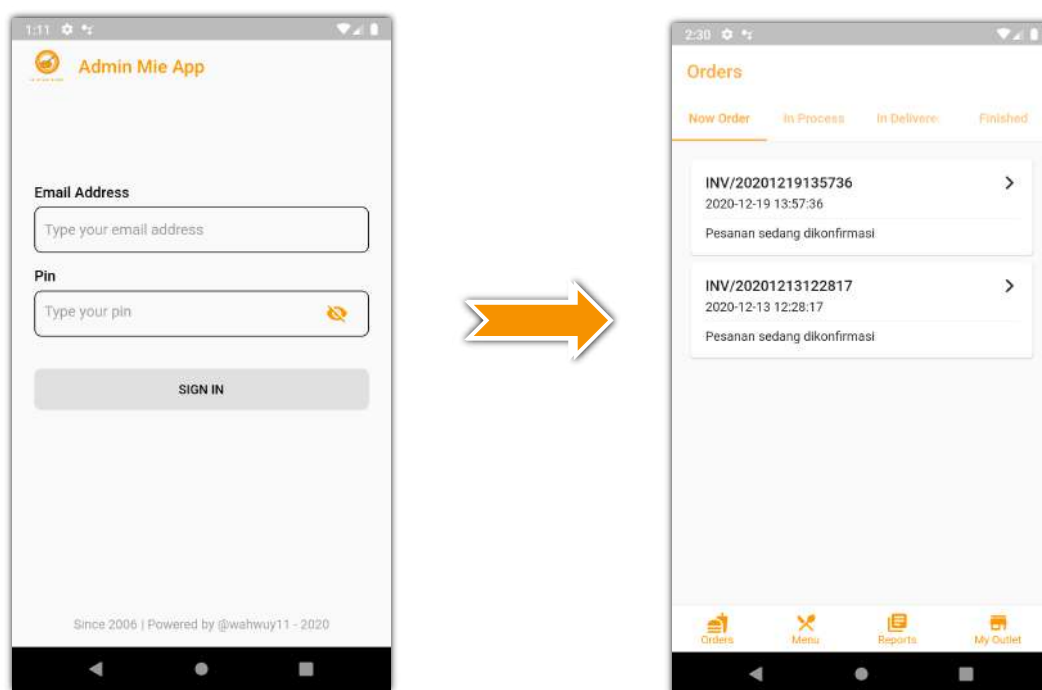 1:11
Admin Mie App
Email Address
Type your email address
Pin
Type your pin
SIGN IN
Since 2006 | Powered by @wahwuy11 - 2020
2:30
Orders
Now Order In Process In Delivere Finished
INV/20201219135736
2020-12-19 13:57:36
Pesanan sedang dikonfirmasi
INV/20201213122817
2020-12-13 12:28:17
Pesanan sedang dikonfirmasi
Orders Menu Reports My Outlet